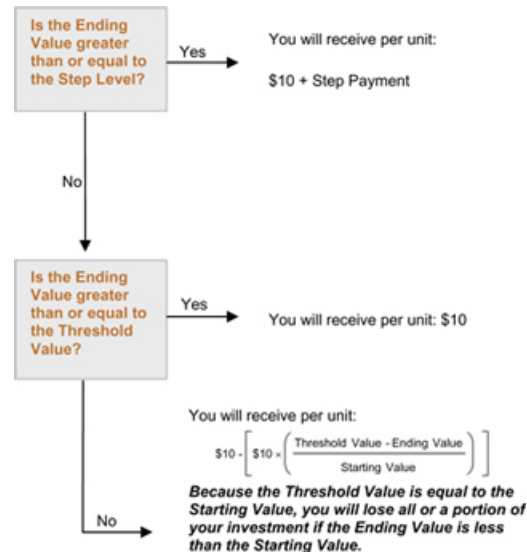 Is the Ending
Value greater
than or equal to
the Step Level?
Yes
You will receive per unit:
$10 + Step Payment
No
Is the Ending
Value greater
than or equal to
the Threshold
Value?
Yes
You will receive per unit: $10
No
You will receive per unit:
$10 - [ $10 × ( Threshold Value - Ending Value
Starting Value ) ]
Because the Threshold Value is equal to the
Starting Value, you will lose all or a portion of
your investment if the Ending Value is less
than the Starting Value.